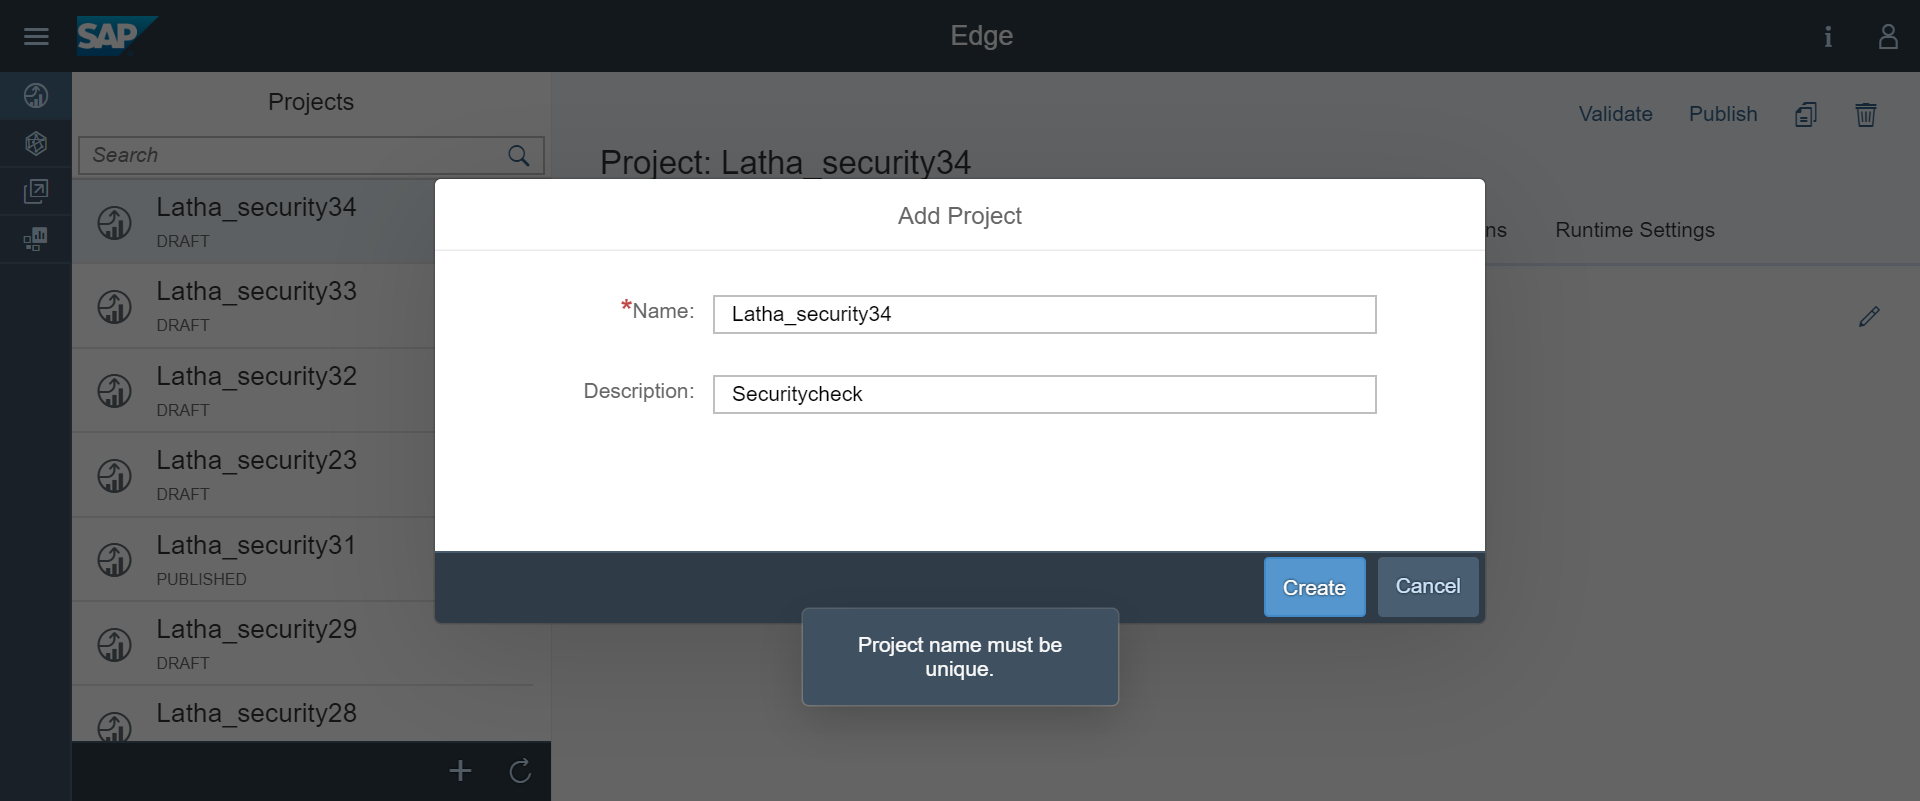 SAP
Edge
Projects
Search
Latha_security34
DRAFT
Latha_security33
DRAFT
Latha_security32
DRAFT
Latha_security23
DRAFT
Latha_security31
PUBLISHED
Latha_security29
DRAFT
Latha_security28
Validate
Publish
Project: Latha_security34
ns
Runtime Settings
Add Project
*Name:
Latha_security34
Description:
Securitycheck
Create
Cancel
Project name must be
unique.